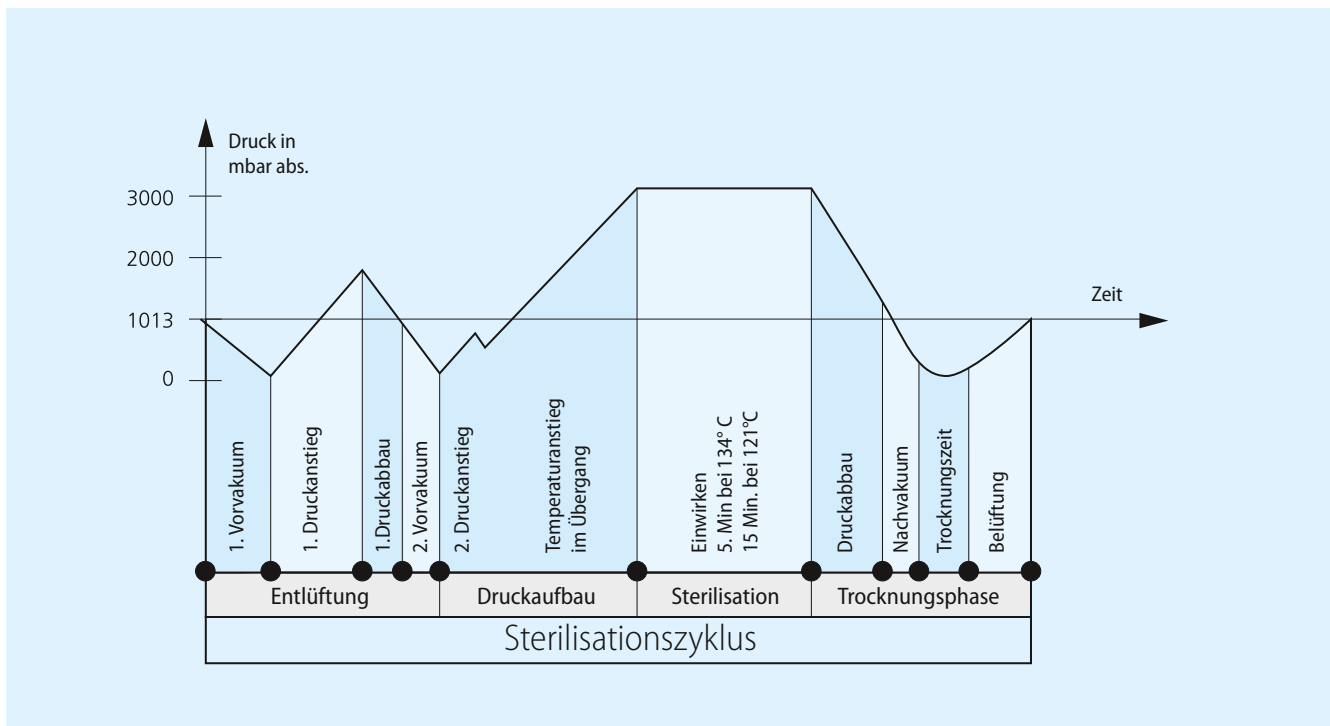 Druck in
mbar abs.
3000
2000
1013
0
Zeit
1. Vorvakuum
1. Druckanstieg
1.Druckabbau
2. Vorvakuum
2. Druckanstieg
Temperaturanstieg
im Übergang
Einwirken
5. Min bei 134° C
15 Min. bei 121°C
Druckabbau
Nachvakuum
Trocknungszeit
Belüftung
Entlüftung
Druckaufbau
Sterilisation
Trocknungsphase
Sterilisationszyklus